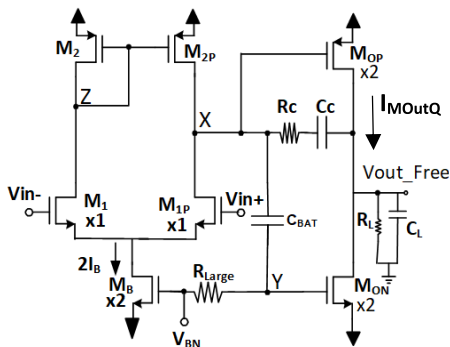 M2
M2P
MOP
x2
Z
X
Rc
Cc
IMOutQ
Vout_Free
Vin-
M1
x1
M1P
x1
Vin+
CBAT
RL
CL
2IB
MB
x2
RLarge
Y
MON
x2
VBN